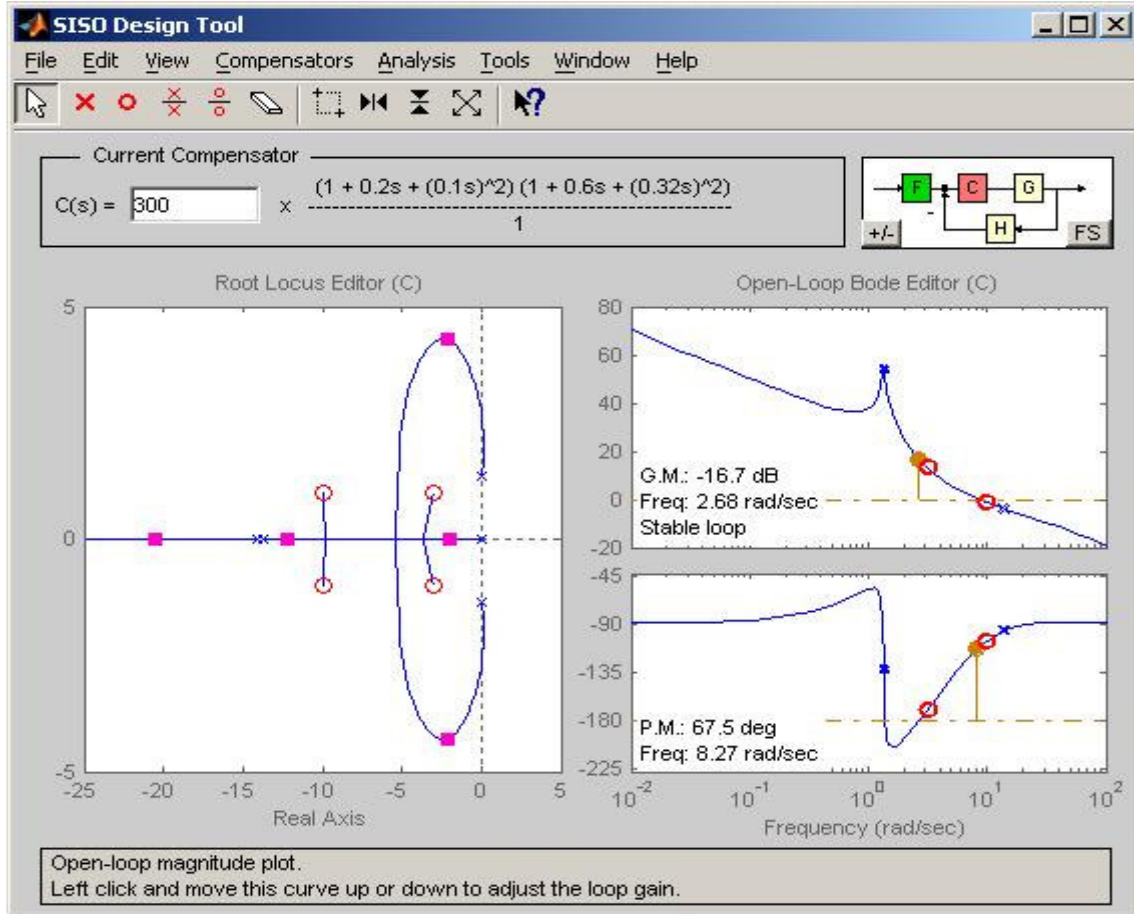 SISO Design Tool
File Edit View Compensators Analysis Tools Window Help
Current Compensator
C(s) = 300 x (1 + 0.2s + (0.1s)^2) (1 + 0.6s + (0.32s)^2)
-----------------------------------------------
1
F C G
-
H
+/- FS
Root Locus Editor (C)
5
0
-5
-25 -20 -15 -10 -5 0 5
Real Axis
Open-Loop Bode Editor (C)
80
60
40
20
0
-20
G.M.: -16.7 dB
Freq: 2.68 rad/sec
Stable loop
-45
-90
-135
-180
-225
P.M.: 67.5 deg
Freq: 8.27 rad/sec
10^-2 10^-1 10^0 10^1 10^2
Frequency (rad/sec)
Open-loop magnitude plot.
Left click and move this curve up or down to adjust the loop gain.